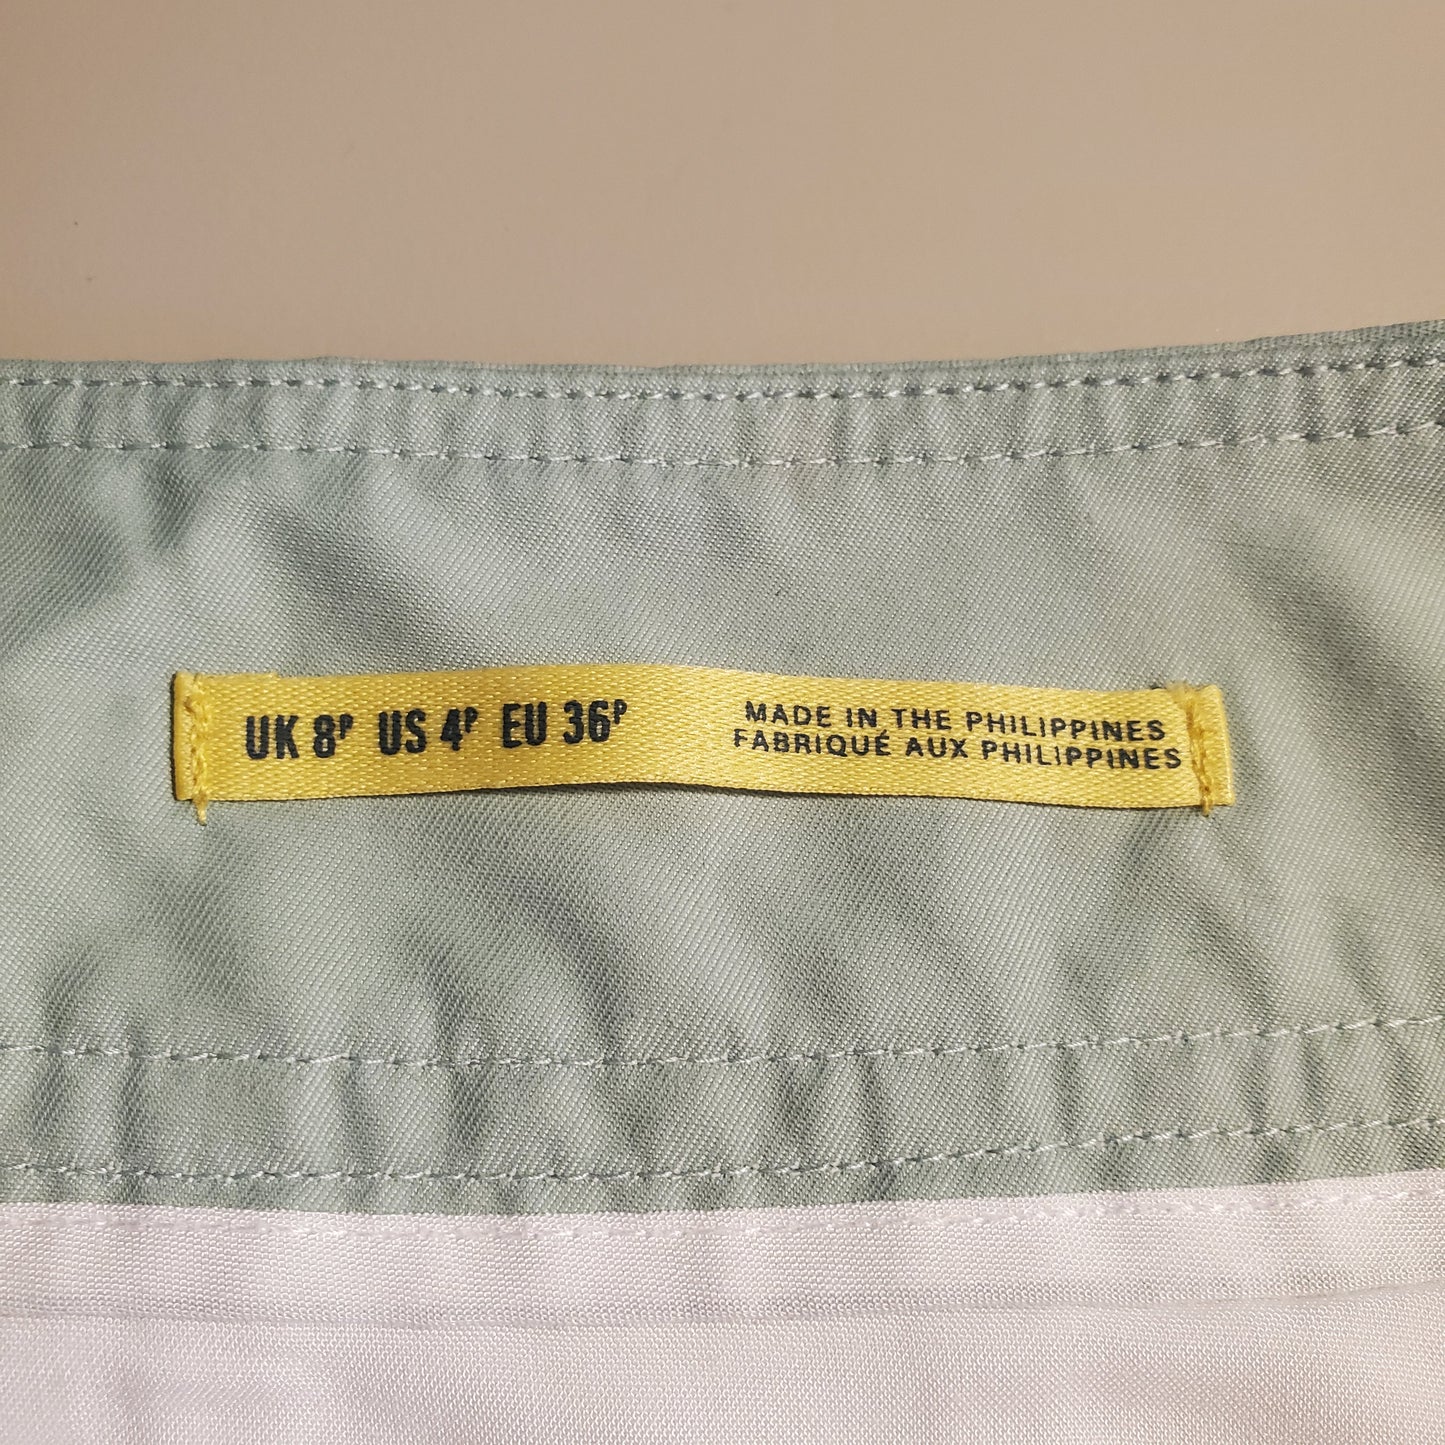 UK 8P US 4P EU 36P
MADE IN THE PHILIPPINES
FABRIQUÉ AUX PHILIPPINES